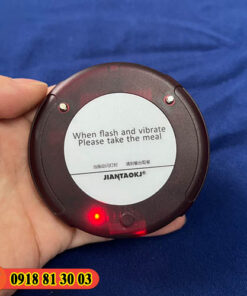 When flash and vibrate
Please take the meal
JIANTAOKJ®
0918 81 30 03